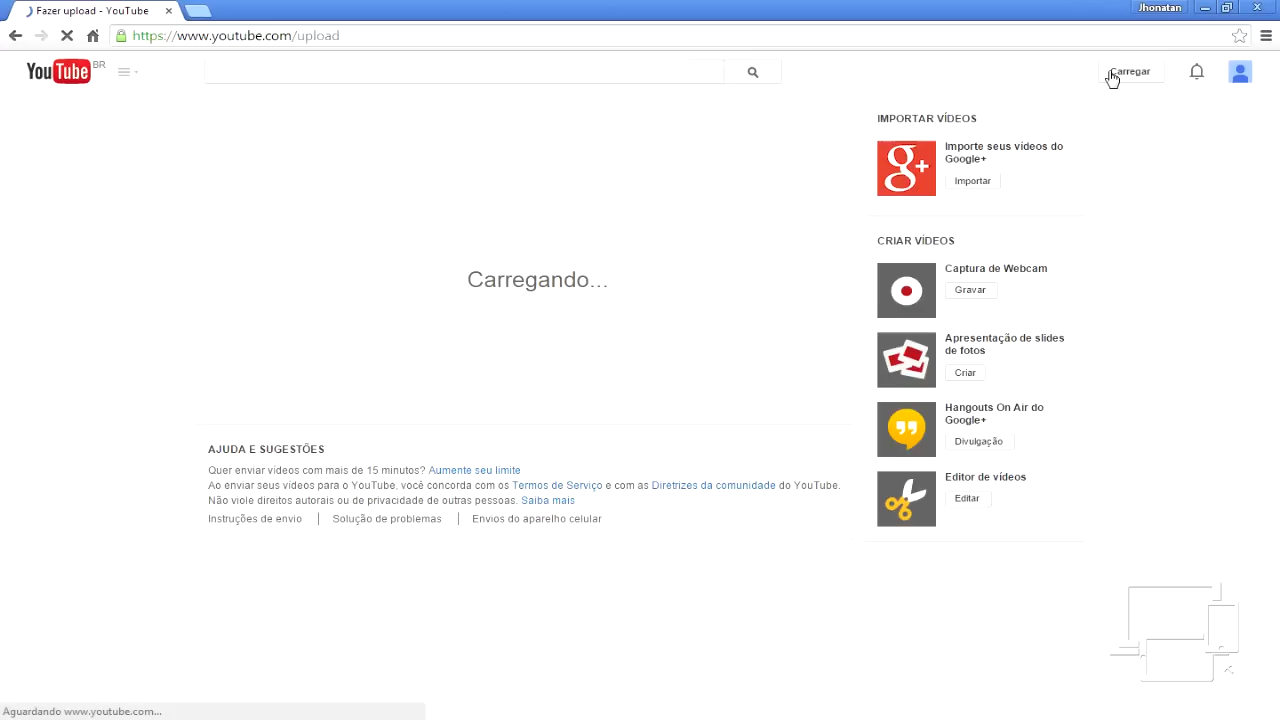 Fazer upload - YouTube
Jhonatan
https://www.youtube.com/upload
YouTube BR
Carregar
IMPORTAR VÍDEOS
Importe seus vídeos do
Google+
Importar
CRIAR VÍDEOS
Captura de Webcam
Gravar
Carregando...
Apresentação de slides
de fotos
Criar
Hangouts On Air do
Google+
Divulgação
Editor de vídeos
Editar
AJUDA E SUGESTÕES
Quer enviar vídeos com mais de 15 minutos? Aumente seu limite
Ao enviar seus vídeos para o YouTube, você concorda com os Termos de Serviço e com as Diretrizes da comunidade do YouTube.
Não viole direitos autorais ou de privacidade de outras pessoas. Saiba mais
Instruções de envio
Solução de problemas
Envios do aparelho celular
Aguardando www.youtube.com...